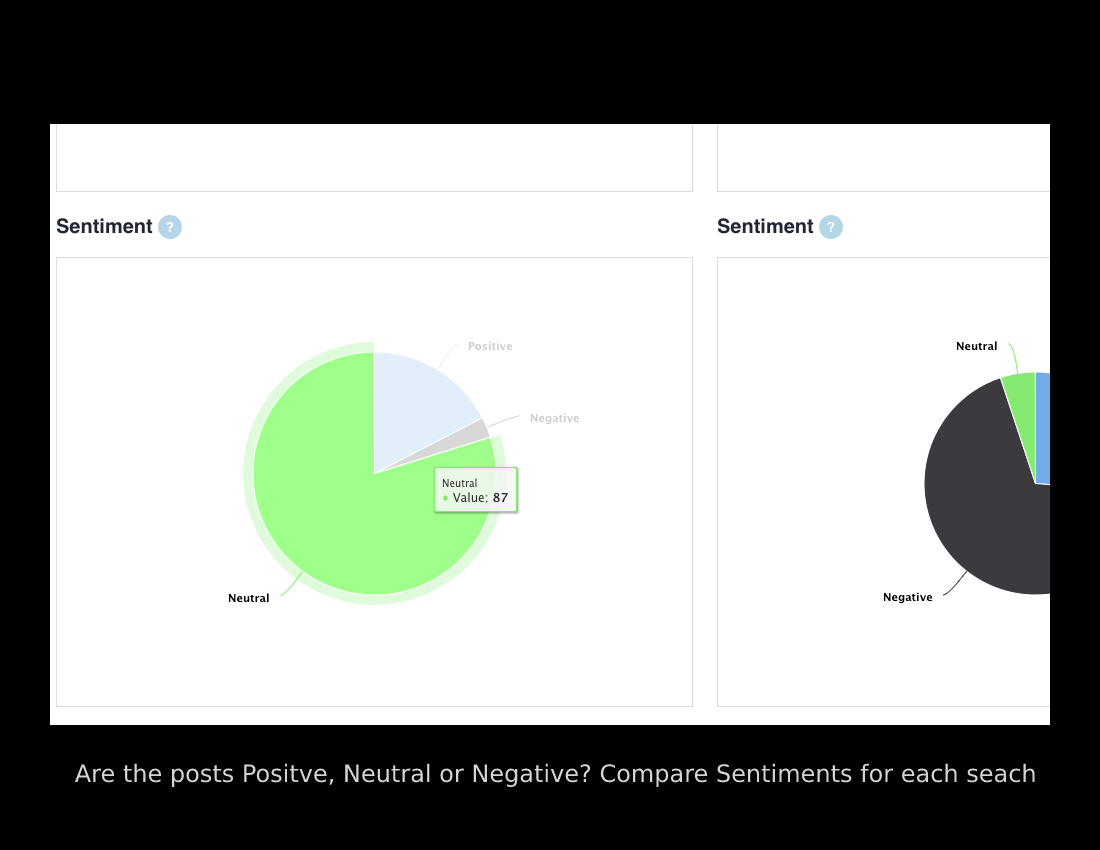 Sentiment ?
Sentiment ?
Positive
Negative
Neutral
Value: 87
Neutral
Neutral
Negative
Are the posts Positve, Neutral or Negative? Compare Sentiments for each seach